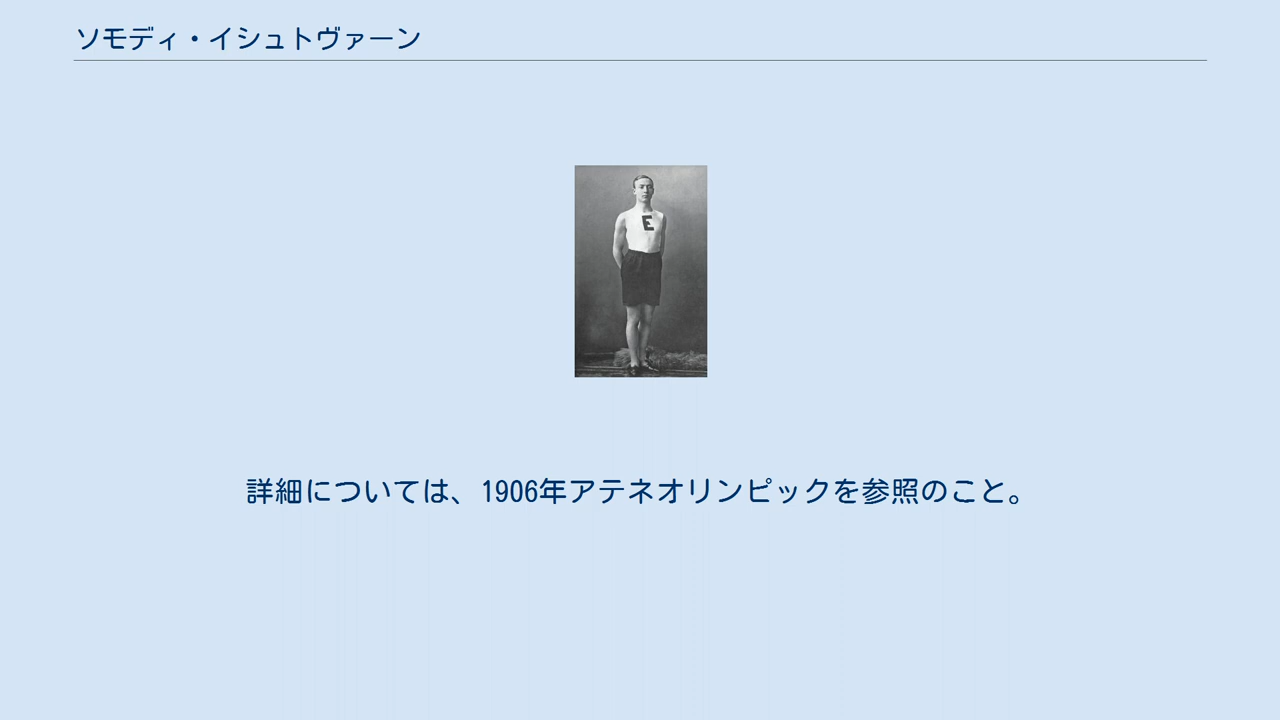 ソモディ・イシュトヴァーン
E
詳細については、1906年アテネオリンピックを参照のこと。